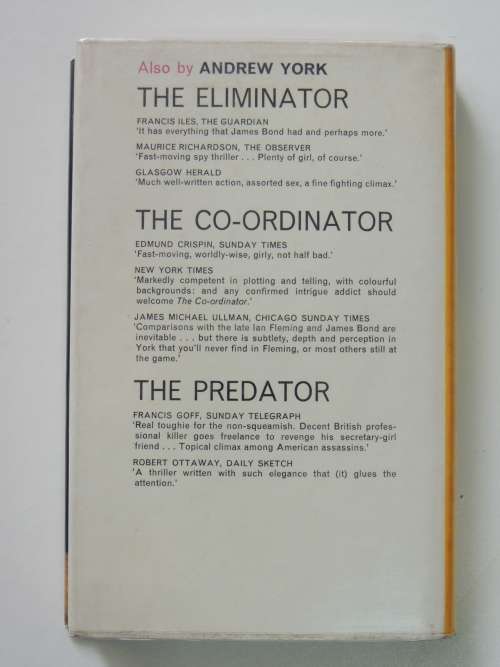 Also by ANDREW YORK
THE ELIMINATOR
FRANCIS ILES, THE GUARDIAN
'It has everything that James Bond had and perhaps more.'
MAURICE RICHARDSON, THE OBSERVER
'Fast-moving spy thriller . . . Plenty of girl, of course.'
GLASGOW HERALD
'Much well-written action, assorted sex, a fine fighting climax.'
THE CO-ORDINATOR
EDMUND CRISPIN, SUNDAY TIMES
'Fast-moving, worldly-wise, girly, not half bad.'
NEW YORK TIMES
'Markedly competent in plotting and telling, with colourful
backgrounds: and any confirmed intrigue addict should
welcome The Co-ordinator.'
JAMES MICHAEL ULLMAN, CHICAGO SUNDAY TIMES
'Comparisons with the late Ian Fleming and James Bond are
inevitable . . . but there is subtlety, depth and perception in
York that you'll never find in Fleming, or most others still at
the game.'
THE PREDATOR
FRANCIS GOFF, SUNDAY TELEGRAPH
'Real toughie for the non-squeamish. Decent British profes-
sional killer goes freelance to revenge his secretary-girl
friend . . . Topical climax among American assassins.'
ROBERT OTTAWAY, DAILY SKETCH
'A thriller written with such elegance that (it) glues the
attention.'